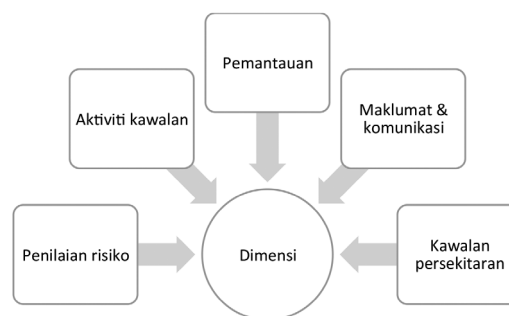 Pemantauan
Aktiviti kawalan
Maklumat &
komunikasi
Penilaian risiko
Dimensi
Kawalan
persekitaran